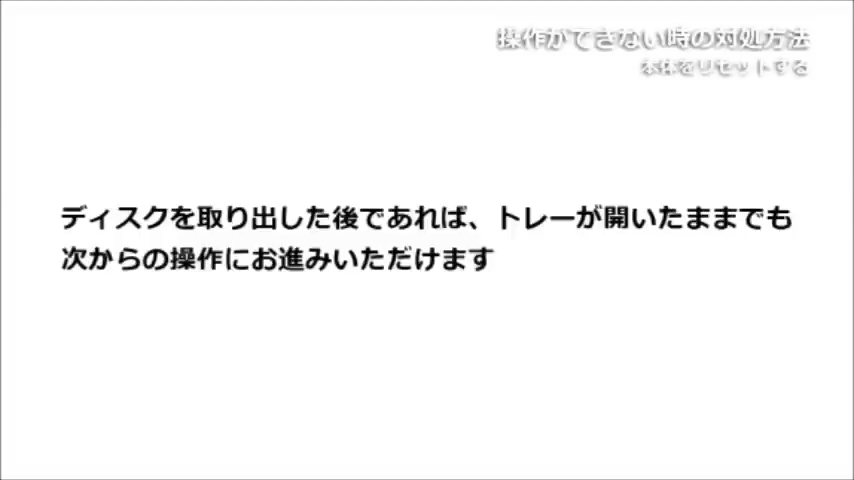 操作ができない時の対処方法
本体をリセットする
ディスクを取り出した後であれば、トレーが開いたままでも
次からの操作にお進みいただけます